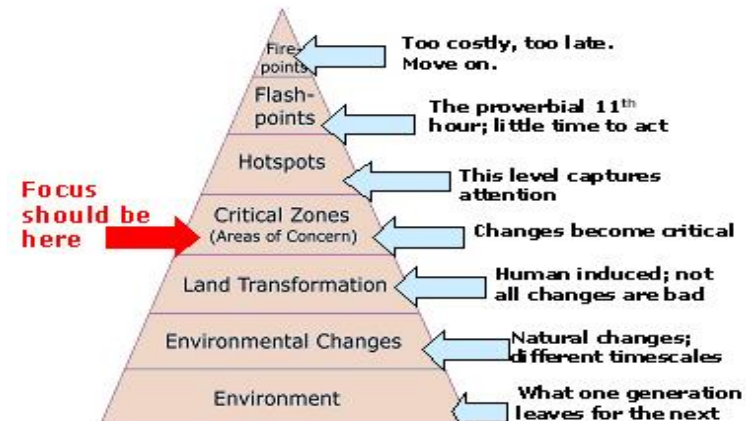 Fire-
points
Too costly, too late.
Move on.
Flash-
points
The proverbial 11th
hour; little time to act
Hotspots
This level captures
attention
Focus
should be
here
Critical Zones
(Areas of Concern)
Changes become critical
Land Transformation
Human induced; not
all changes are bad
Environmental Changes
Natural changes;
different timescales
Environment
What one generation
leaves for the next